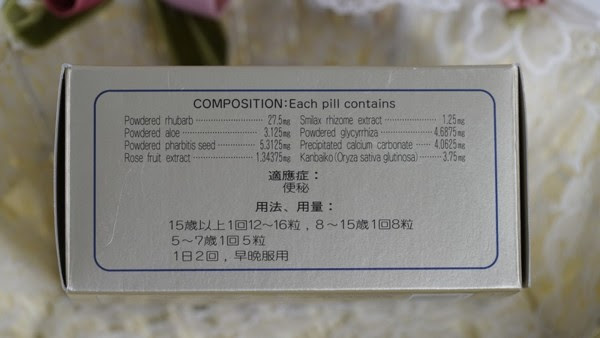 COMPOSITION:Each pill contains
Powdered rhubarb 27.5mg
Powdered aloe 3.125mg
Powdered pharbitis seed 5.3125mg
Rose fruit extract 1.34375mg
Smilax rhizome extract 1.25mg
Powdered glycyrrhiza 4.6875mg
Precipitated calcium carbonate 4.0625mg
Kanbaiko(Oryza sativa glutinosa) 3.75mg
適應症：
便秘
用法、用量：
15歳以上1回12～16粒，8～15歳1回8粒
5～7歳1回5粒
1日2回，早晚服用